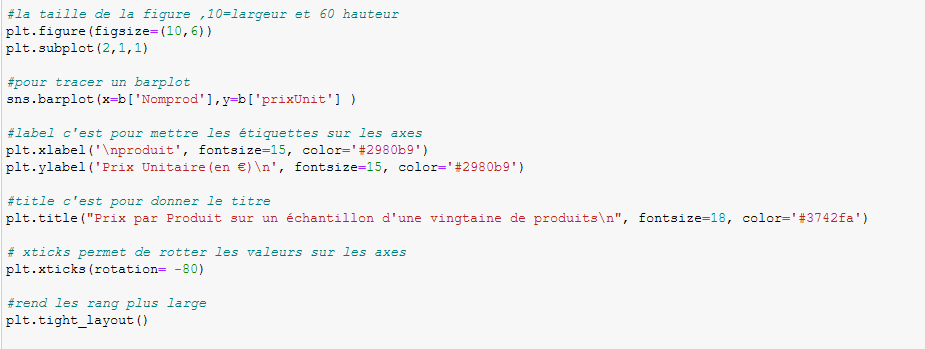 #la taille de la figure ,10=largeur et 60 hauteur
plt.figure(figsize=(10,6))
plt.subplot(2,1,1)
#pour tracer un barplot
sns.barplot(x=b['Nomprod'],y=b['prixUnit'] )
#label c'est pour mettre les étiquettes sur les axes
plt.xlabel('\nproduit', fontsize=15, color='#2980b9')
plt.ylabel('Prix Unitaire(en €)\n', fontsize=15, color='#2980b9')
#title c'est pour donner le titre
plt.title("Prix par Produit sur un échantillon d'une vingtaine de produits\n", fontsize=18, color='#3742fa')
# xticks permet de rotter les valeurs sur les axes
plt.xticks(rotation= -80)
#rend les rang plus large
plt.tight_layout()